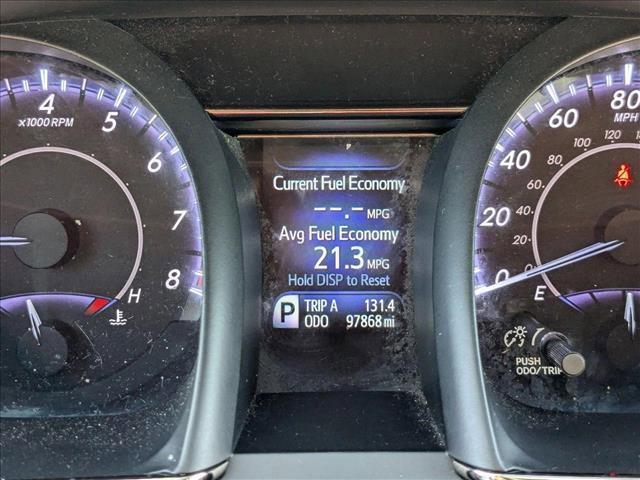 4
x1000 RPM
5
6
7
8
H
Current Fuel Economy
--.- MPG
Avg Fuel Economy
21.3 MPG
Hold DISP to Reset
P
TRIP A 131.4
ODO 97868 mi
80
MPH
60
40
20
0
120
100
80
60
40
20
0
E
PUSH
ODO/TRIP